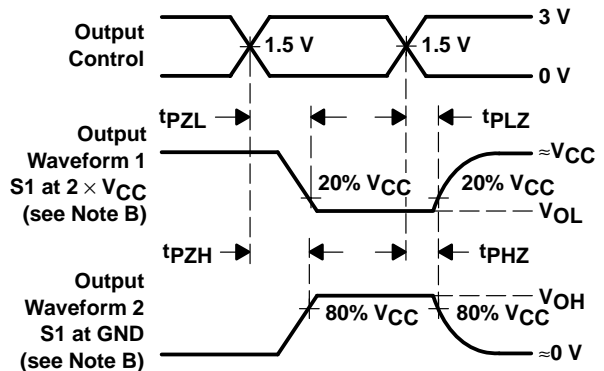 Output
Control
1.5 V
1.5 V
3 V
0 V
tPZL
tPLZ
Output
Waveform 1
S1 at 2 × VCC
(see Note B)
20% VCC
20% VCC
≈VCC
VOL
tPZH
tPHZ
Output
Waveform 2
S1 at GND
(see Note B)
80% VCC
80% VCC
VOH
≈0 V